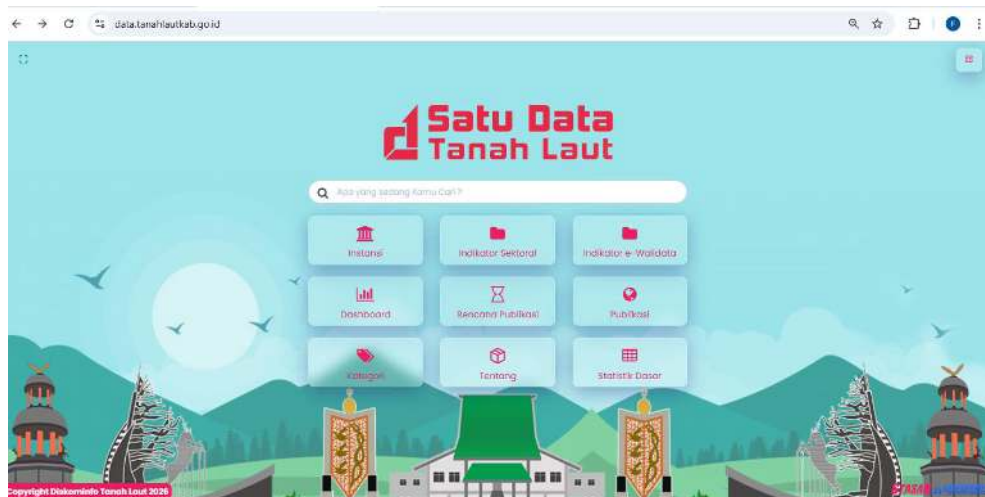 data.tanahlautkab.go.id
Satu Data
Tanah Laut
Apa yang sedang Kamu Cari ?
Instansi
Indikator Sektoral
Indikator e-Walidata
Dashboard
Rencana Publikasi
Publikasi
Kategori
Tentang
Statistik Dasar
Copyright Diskominfo Tanah Laut 2026